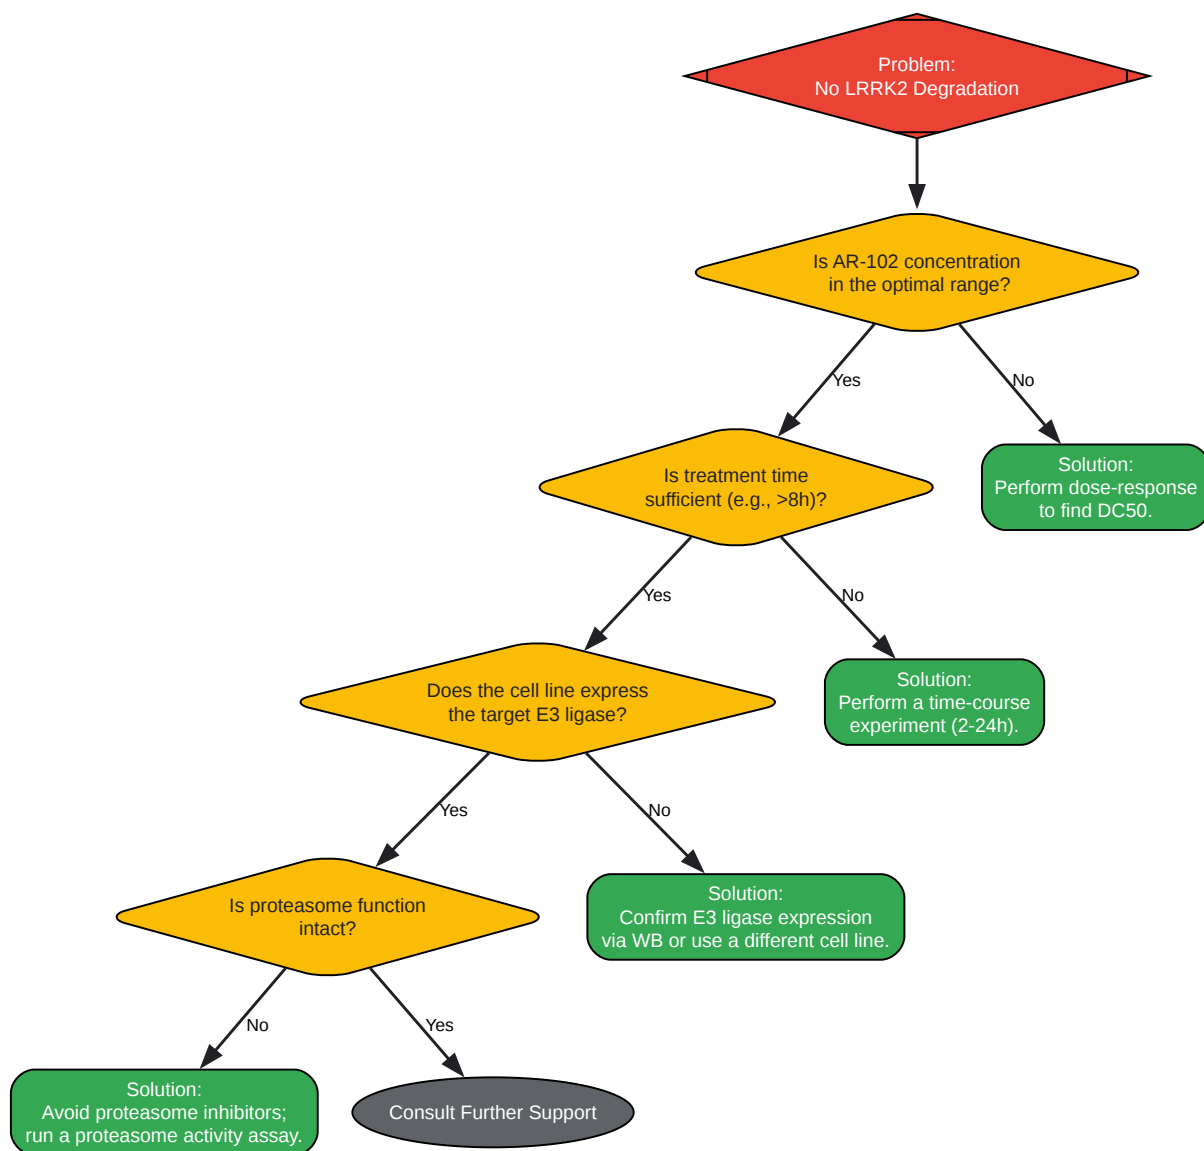 Problem:
No LRRK2 Degradation
Is AR-102 concentration
in the optimal range?
Yes
No
Is treatment time
sufficient (e.g., >8h)?
Solution:
Perform dose-response
to find DC50.
Yes
No
Does the cell line express
the target E3 ligase?
Solution:
Perform a time-course
experiment (2-24h).
Yes
No
Is proteasome function
intact?
Solution:
Confirm E3 ligase expression
via WB or use a different cell line.
No
Yes
Solution:
Avoid proteasome inhibitors;
run a proteasome activity assay.
Consult Further Support